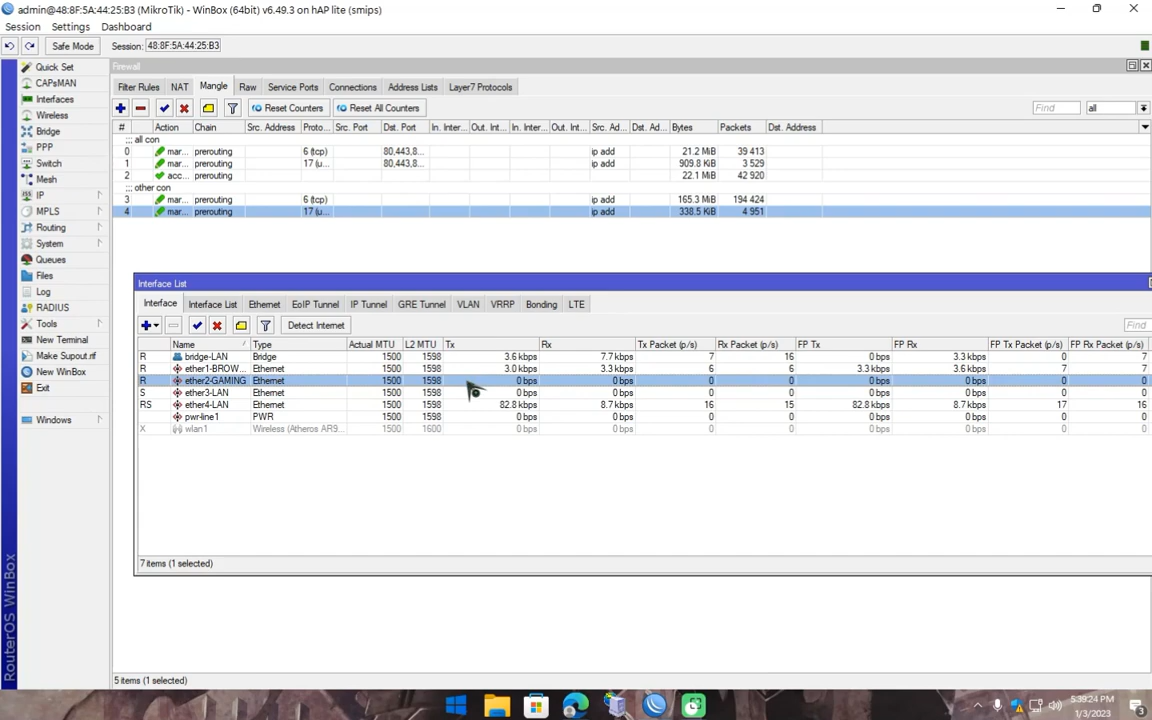 admin@48:8F:5A:44:25:B3 (MikroTik) - WinBox (64bit) v6.49.3 on hAP lite (smips)
Session Settings Dashboard
Safe Mode Session: 48:8F:5A:44:25:B3
Quick Set
CAPsMAN
Interfaces
Wireless
Bridge
PPP
Switch
Mesh
IP
MPLS
Routing
System
Queues
Files
Log
RADIUS
Tools
New Terminal
Make Supout.rif
New WinBox
Exit
Windows
RouterOS WinBox
Firewall
Filter Rules NAT Mangle Raw Service Ports Connections Address Lists Layer7 Protocols
Reset Counters Reset All Counters Find all
# Action Chain Src. Address Proto... Src. Port Dst. Port In. Inter... Out. Int... In. Inter... Out. Int... Src. Ad... Dst. Ad... Bytes Packets Dst. Address
;;; all con
0 mar... prerouting 6 (tcp) 80,443,8... ip add 21.2 MiB 39 413
1 mar... prerouting 17 (u... 80,443,8... ip add 909.8 KiB 3 529
2 acc... prerouting 22.1 MiB 42 920
;;; other con
3 mar... prerouting 6 (tcp) ip add 165.3 MiB 194 424
4 mar... prerouting 17 (u... ip add 338.5 KiB 4 951
Interface List
Interface Interface List Ethernet EoIP Tunnel IP Tunnel GRE Tunnel VLAN VRRP Bonding LTE
Detect Internet Find
Name Type Actual MTU L2 MTU Tx Rx Tx Packet (p/s) Rx Packet (p/s) FP Tx FP Rx FP Tx Packet (p/s) FP Rx Packet (p/s)
R bridge-LAN Bridge 1500 1598 3.6 kbps 7.7 kbps 7 16 0 bps 3.3 kbps 0 7
R ether1-BROW... Ethernet 1500 1598 3.0 kbps 3.3 kbps 6 6 3.3 kbps 3.6 kbps 7 7
R ether2-GAMING Ethernet 1500 1598 0 bps 0 bps 0 0 0 bps 0 bps 0 0
S ether3-LAN Ethernet 1500 1598 0 bps 0 bps 0 0 0 bps 0 bps 0 0
RS ether4-LAN Ethernet 1500 1598 82.8 kbps 8.7 kbps 16 15 82.8 kbps 8.7 kbps 17 16
pwr-line1 PWR 1500 1598 0 bps 0 bps 0 0 0 bps 0 bps 0 0
X wlan1 Wireless (Atheros AR9... 1500 1600 0 bps 0 bps 0 0 0 bps 0 bps 0 0
7 items (1 selected)
5 items (1 selected)
5:39:24 PM
1/3/2023
3